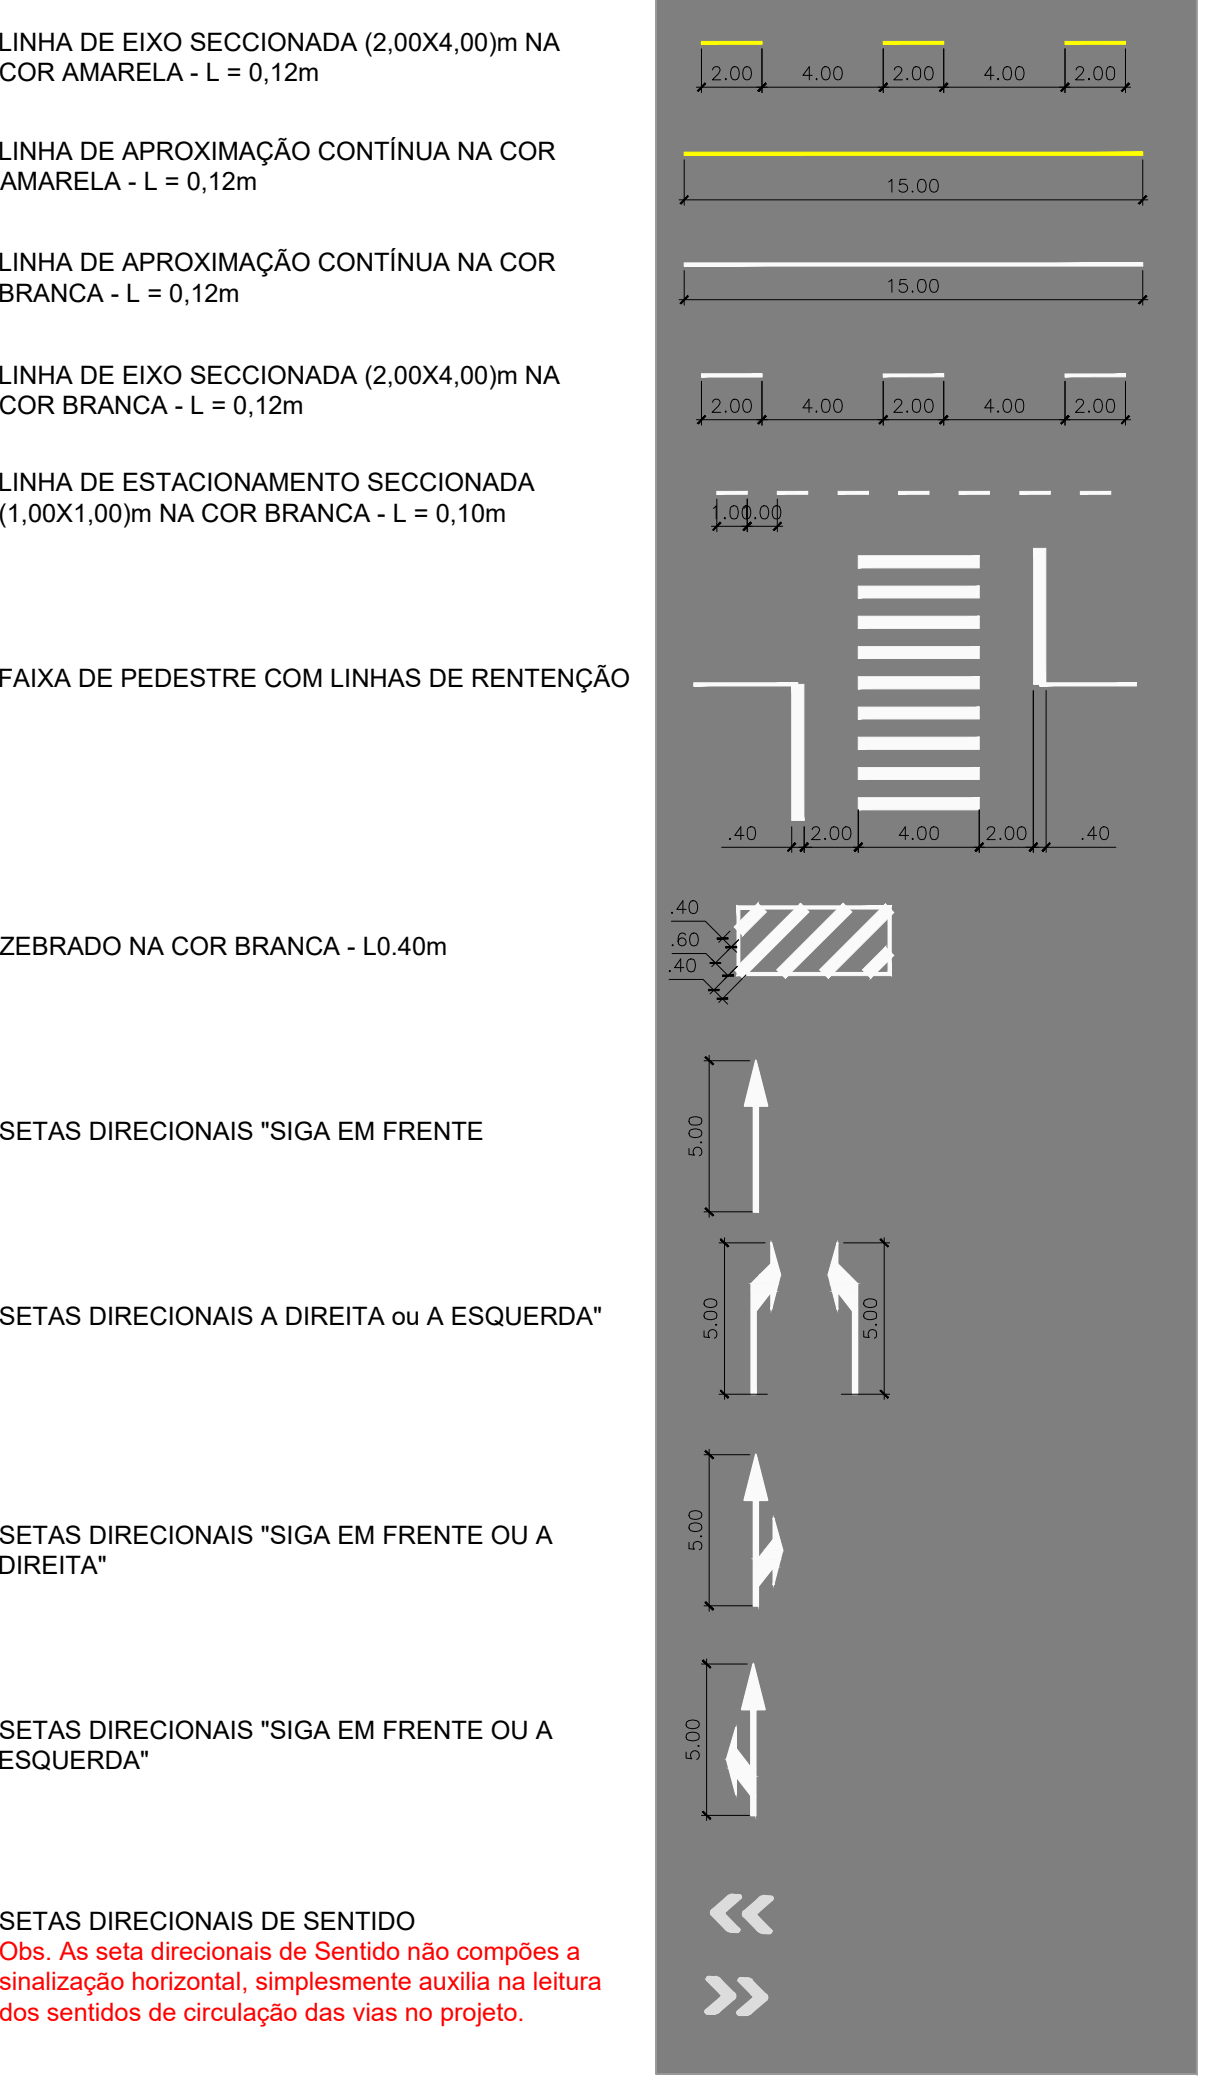 LINHA DE EIXO SECCIONADA (2,00X4,00)m NA
COR AMARELA - L = 0,12m
2.00 4.00 2.00 4.00 2.00
LINHA DE APROXIMAÇÃO CONTÍNUA NA COR
AMARELA - L = 0,12m
15.00
LINHA DE APROXIMAÇÃO CONTÍNUA NA COR
BRANCA - L = 0,12m
15.00
LINHA DE EIXO SECCIONADA (2,00X4,00)m NA
COR BRANCA - L = 0,12m
2.00 4.00 2.00 4.00 2.00
LINHA DE ESTACIONAMENTO SECCIONADA
(1,00X1,00)m NA COR BRANCA - L = 0,10m
1.00 1.00
FAIXA DE PEDESTRE COM LINHAS DE RENTENÇÃO
.40 2.00 4.00 2.00 .40
ZEBRADO NA COR BRANCA - L0.40m
.40
.60
.40
SETAS DIRECIONAIS "SIGA EM FRENTE
5.00
SETAS DIRECIONAIS A DIREITA ou A ESQUERDA"
5.00 5.00
SETAS DIRECIONAIS "SIGA EM FRENTE OU A
DIREITA"
5.00
SETAS DIRECIONAIS "SIGA EM FRENTE OU A
ESQUERDA"
5.00
SETAS DIRECIONAIS DE SENTIDO
Obs. As seta direcionais de Sentido não compões a
sinalização horizontal, simplesmente auxilia na leitura
dos sentidos de circulação das vias no projeto.